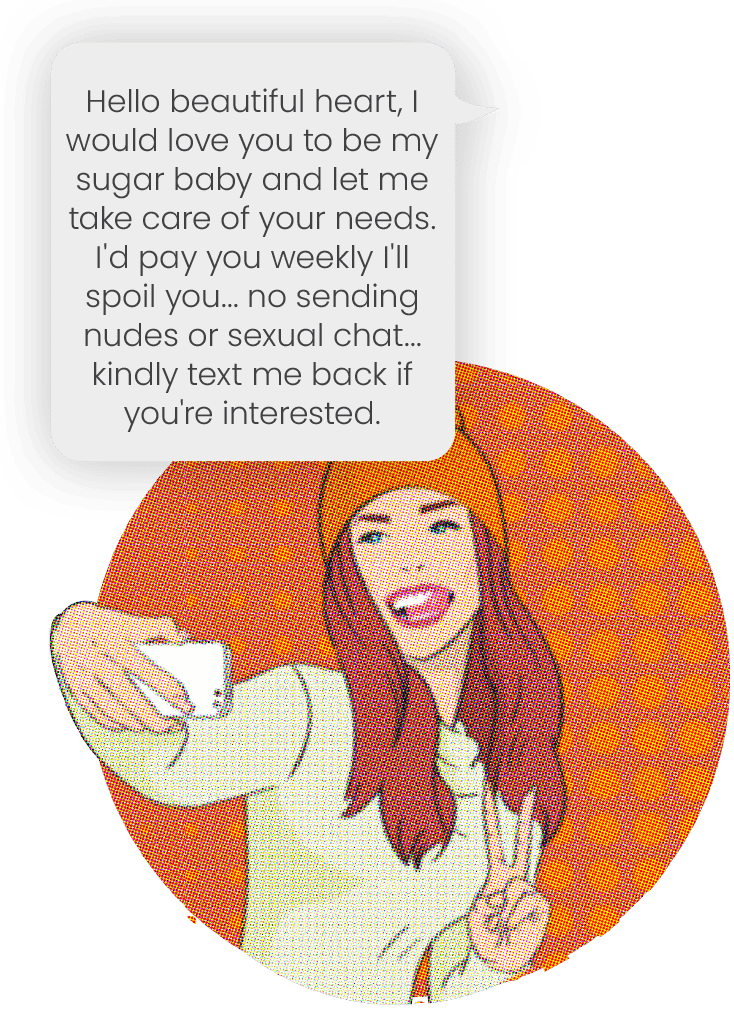 Hello beautiful heart, I
would love you to be my
sugar baby and let me
take care of your needs.
I'd pay you weekly I'll
spoil you... no sending
nudes or sexual chat...
kindly text me back if
you're interested.